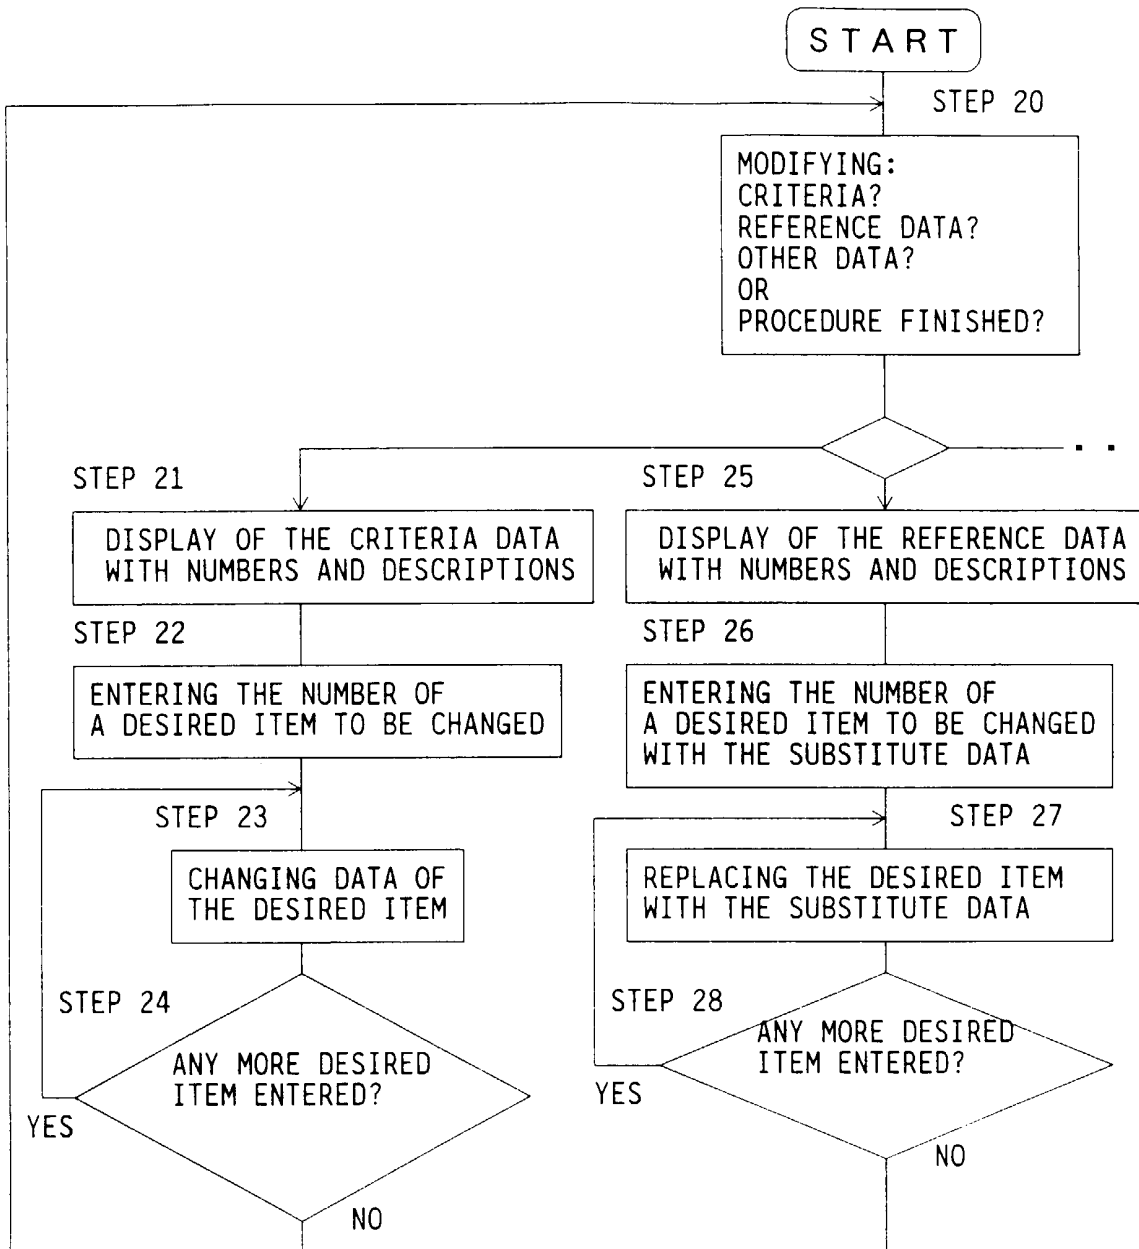 START
STEP 20
MODIFYING:
CRITERIA?
REFERENCE DATA?
OTHER DATA?
OR
PROCEDURE FINISHED?
STEP 21
DISPLAY OF THE CRITERIA DATA
WITH NUMBERS AND DESCRIPTIONS
STEP 22
ENTERING THE NUMBER OF
A DESIRED ITEM TO BE CHANGED
STEP 23
CHANGING DATA OF
THE DESIRED ITEM
STEP 24
ANY MORE DESIRED
ITEM ENTERED?
YES
NO
STEP 25
DISPLAY OF THE REFERENCE DATA
WITH NUMBERS AND DESCRIPTIONS
STEP 26
ENTERING THE NUMBER OF
A DESIRED ITEM TO BE CHANGED
WITH THE SUBSTITUTE DATA
STEP 27
REPLACING THE DESIRED ITEM
WITH THE SUBSTITUTE DATA
STEP 28
ANY MORE DESIRED
ITEM ENTERED?
YES
NO